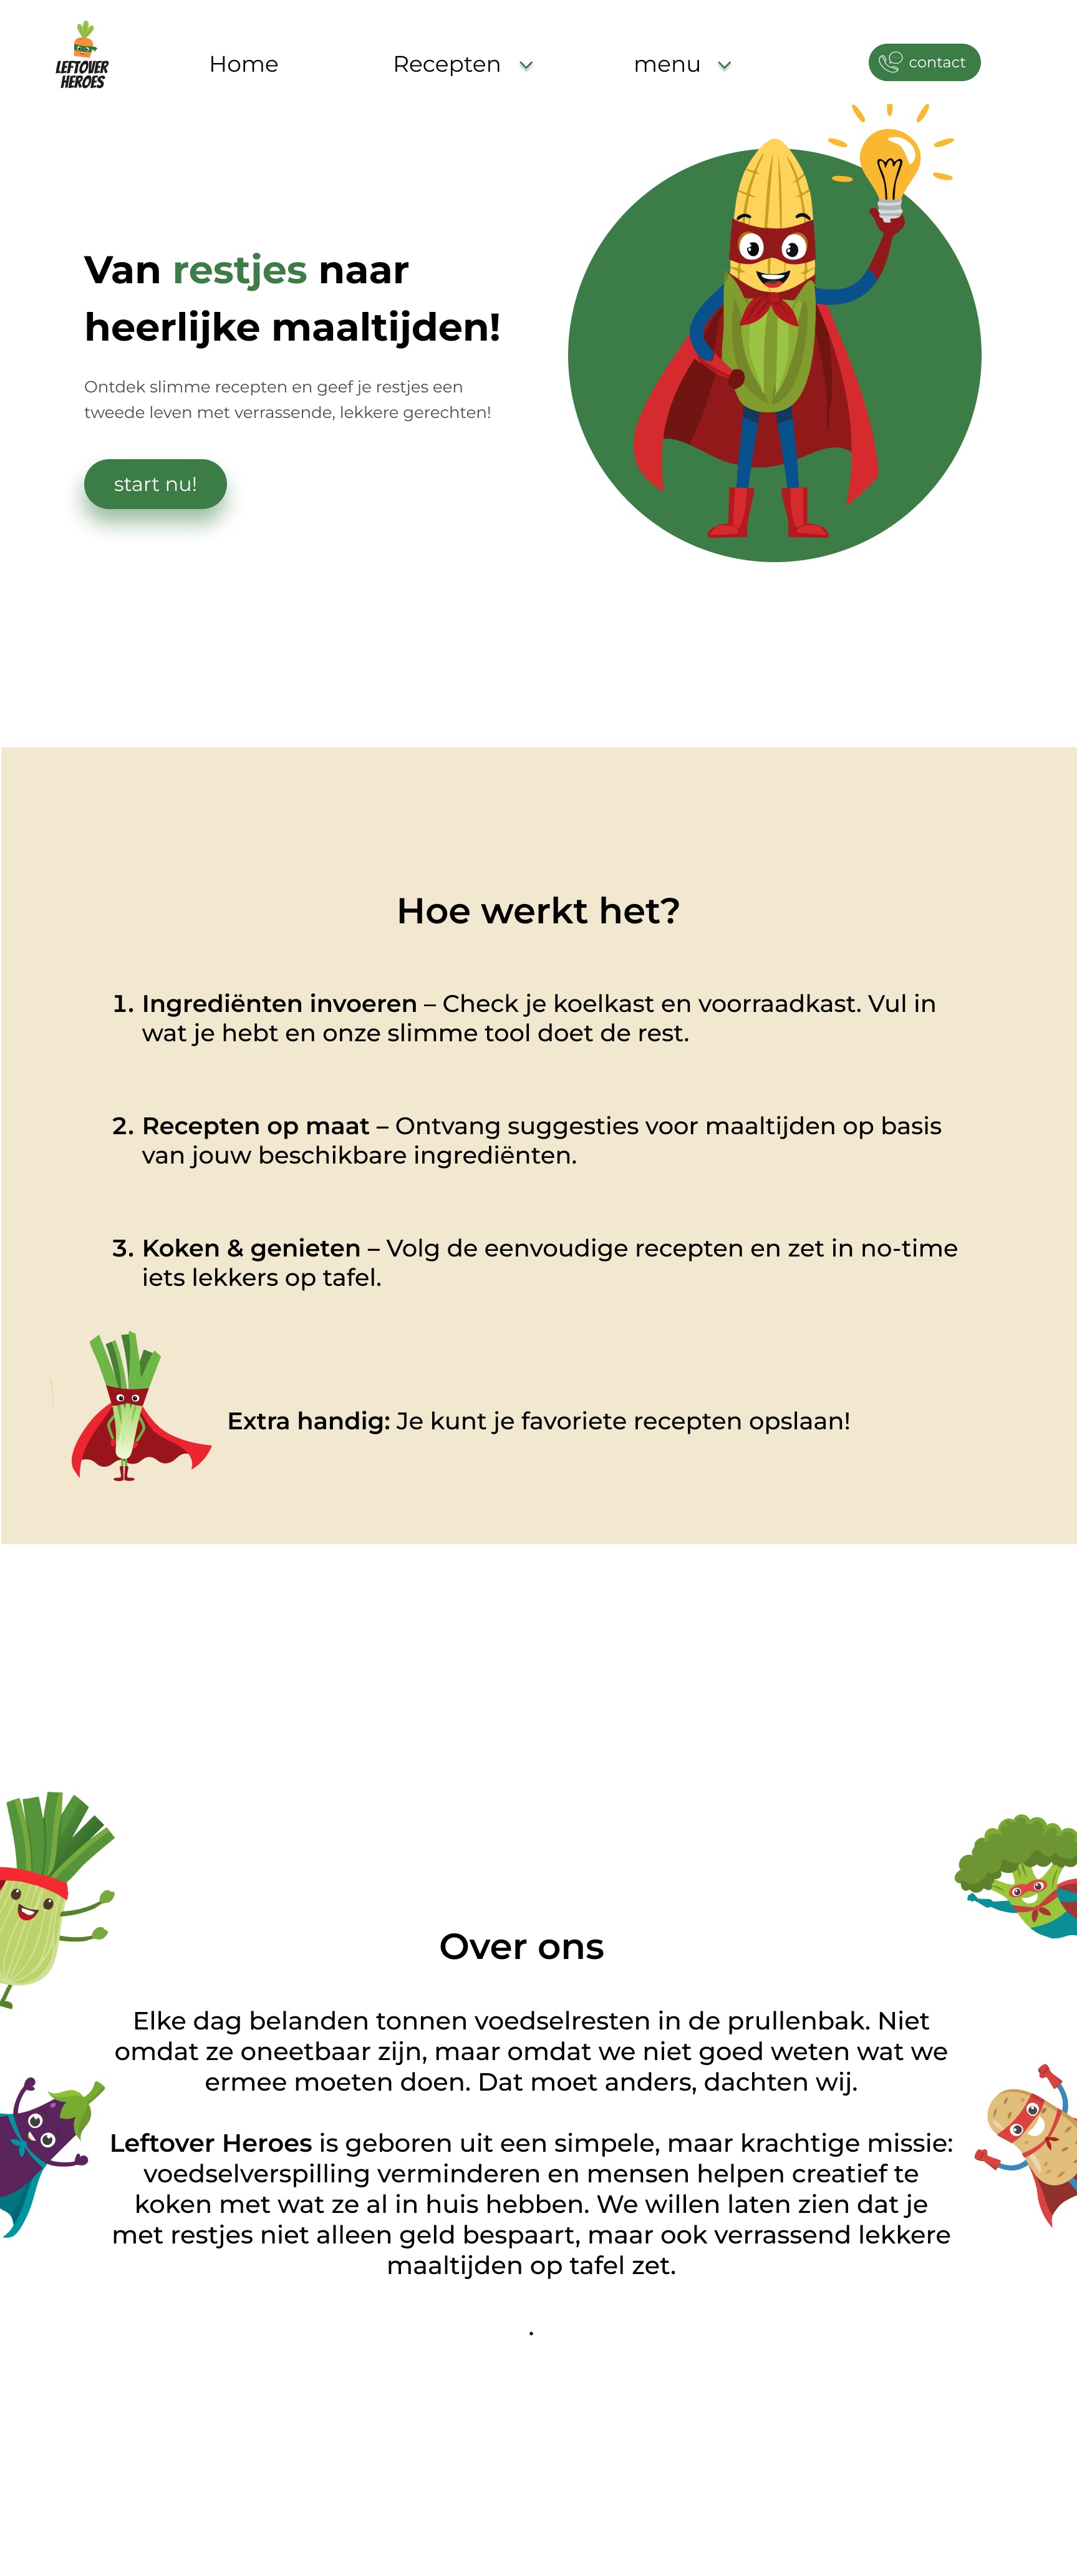 LEFTOVER
HEROES
Home
Recepten
menu
contact
Van restjes naar
heerlijke maaltijden!
Ontdek slimme recepten en geef je restjes een
tweede leven met verrassende, lekkere gerechten!
start nu!
Hoe werkt het?
1. Ingrediënten invoeren – Check je koelkast en voorraadkast. Vul in
wat je hebt en onze slimme tool doet de rest.
2. Recepten op maat – Ontvang suggesties voor maaltijden op basis
van jouw beschikbare ingrediënten.
3. Koken & genieten – Volg de eenvoudige recepten en zet in no-time
iets lekkers op tafel.
Extra handig: Je kunt je favoriete recepten opslaan!
Over ons
Elke dag belanden tonnen voedselresten in de prullenbak. Niet
omdat ze oneetbaar zijn, maar omdat we niet goed weten wat we
ermee moeten doen. Dat moet anders, dachten wij.
Leftover Heroes is geboren uit een simpele, maar krachtige missie:
voedselverspilling verminderen en mensen helpen creatief te
koken met wat ze al in huis hebben. We willen laten zien dat je
met restjes niet alleen geld bespaart, maar ook verrassend lekkere
maaltijden op tafel zet.
.